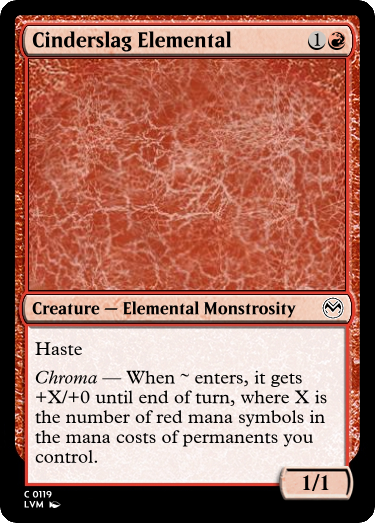 Cinderslag Elemental 1
Creature — Elemental Monstrosity
Haste
Chroma — When ~ enters, it gets
+X/+0 until end of turn, where X is
the number of red mana symbols in
the mana costs of permanents you
control.
1/1
C 0119
LVM